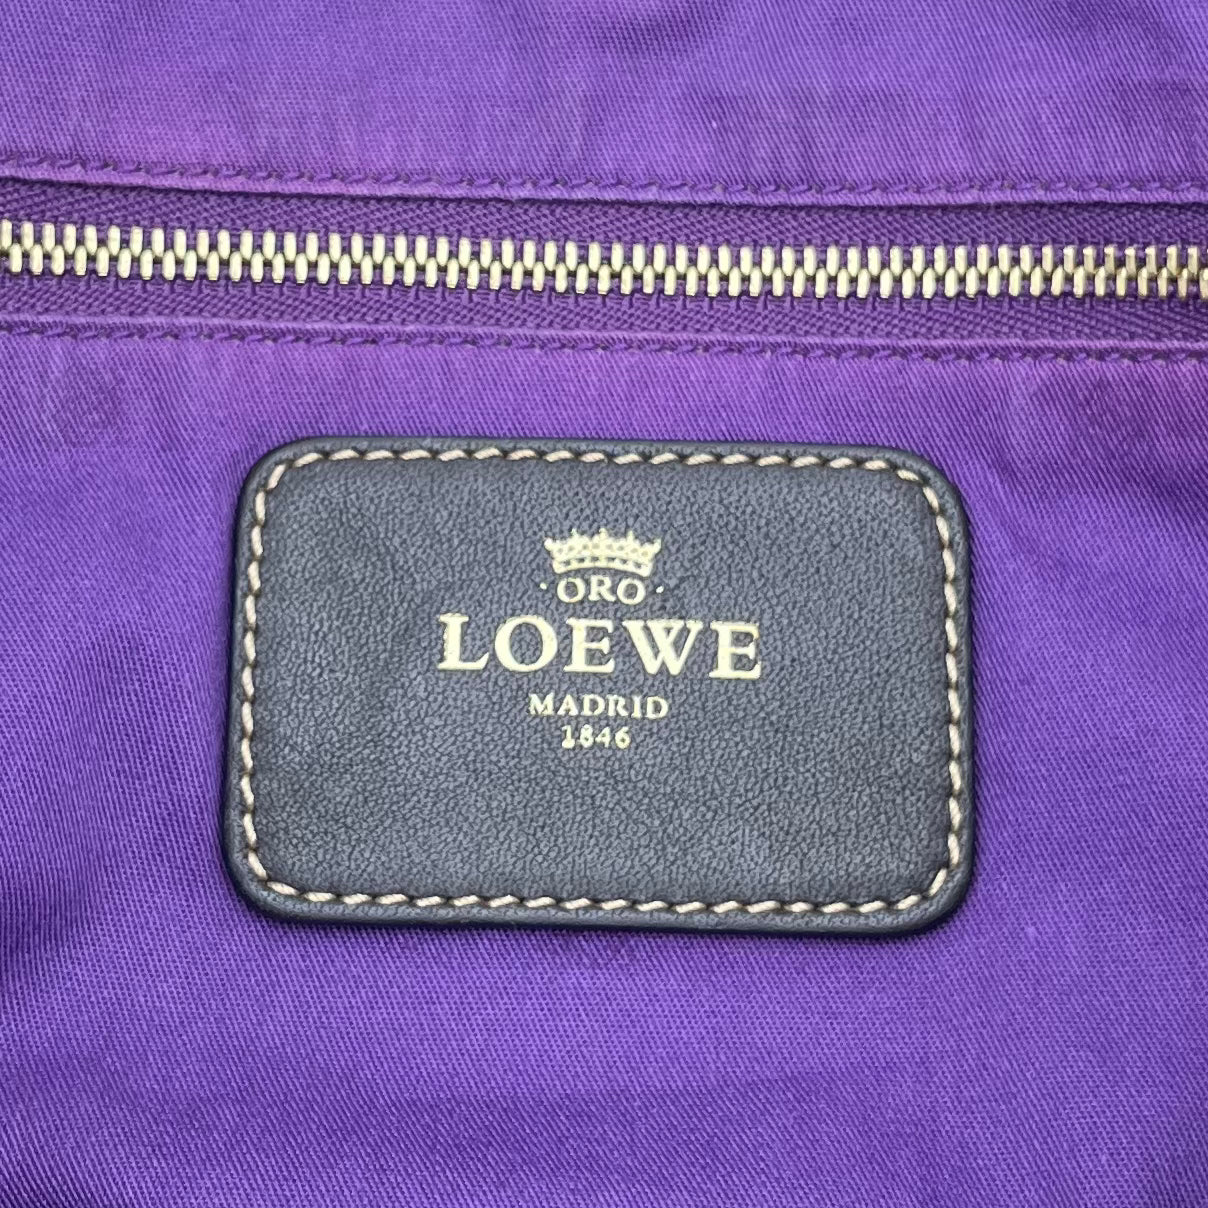 · ORO ·
LOEWE
MADRID
1846